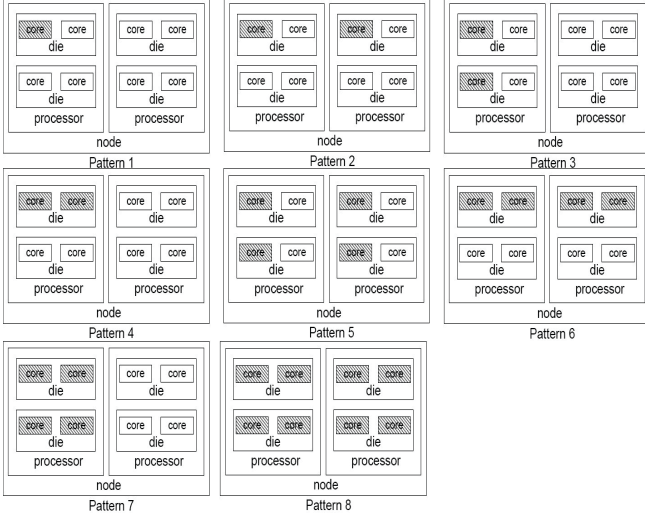 core core core core
die die
core core core core
die die
processor processor
node
Pattern 1
core core core core
die die
core core core core
die die
processor processor
node
Pattern 2
core core core core
die die
core core core core
die die
processor processor
node
Pattern 3
core core core core
die die
core core core core
die die
processor processor
node
Pattern 4
core core core core
die die
core core core core
die die
processor processor
node
Pattern 5
core core core core
die die
core core core core
die die
processor processor
node
Pattern 6
core core core core
die die
core core core core
die die
processor processor
node
Pattern 7
core core core core
die die
core core core core
die die
processor processor
node
Pattern 8